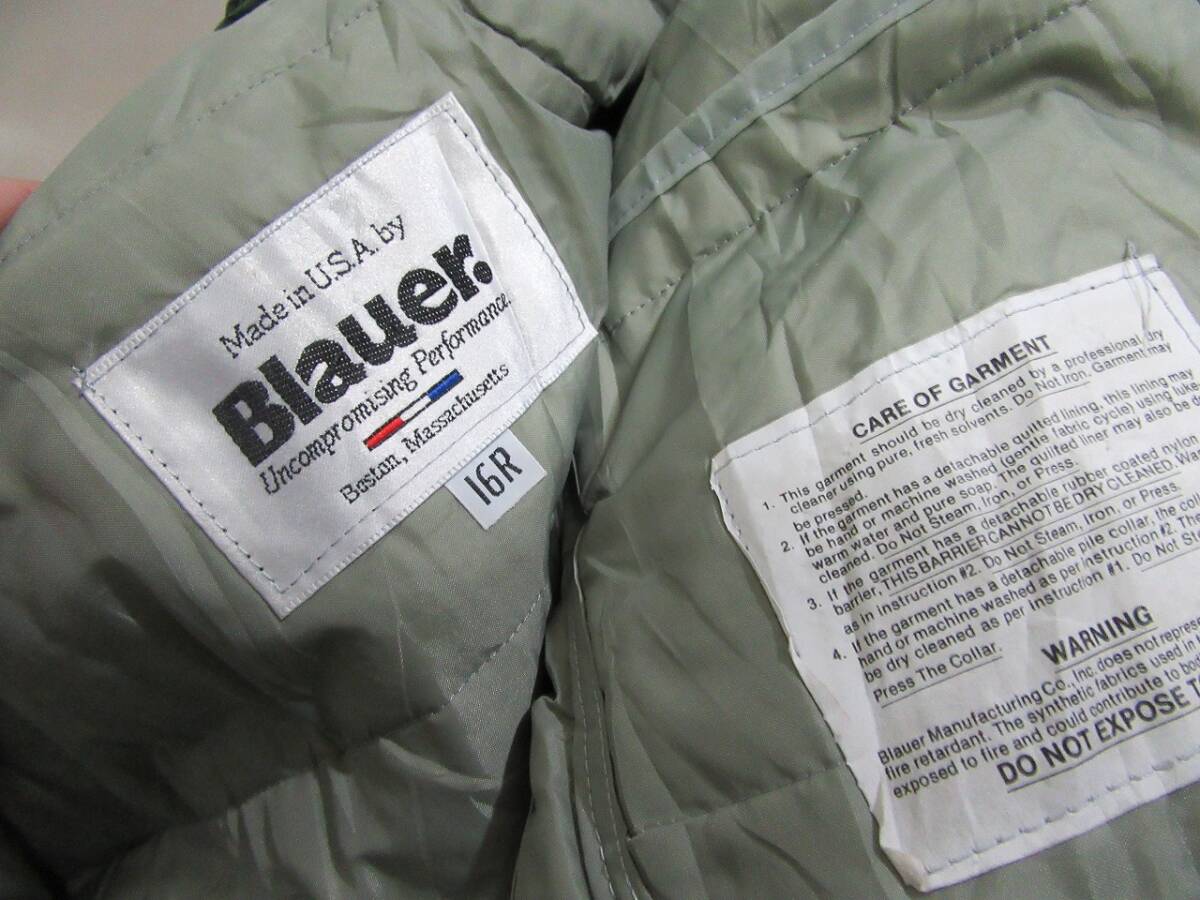 Made in U.S.A. by
Blauer.
Uncompromising Performance.
Boston, Massachusetts
16R
CARE OF GARMENT
1. This garment should be dry cleaned by a professional dry
cleaner using pure, fresh solvents. Do Not Iron. Garment may
be pressed.
2. If the garment has a detachable quilted lining, this lining may
be hand or machine washed (gentle fabric cycle) using luke
warm water and pure soap. The quilted liner may also be d
cleaned. Do Not Steam, Iron, or Press.
3. If the garment has a detachable rubber coated nylon
barrier, THIS BARRIER CANNOT BE DRY CLEANED. Wa
as in instruction #2. Do Not Steam, Iron, or Press.
4. If the garment has a detachable pile collar, the co
hand or machine washed as per instruction #2. Th
be dry cleaned as per instruction #1. Do Not S
Press The Collar.
WARNING
Blauer Manufacturing Co., Inc. does not represe
fire retardant. The synthetic fabrics used in
exposed to fire and could contribute to bod
DO NOT EXPOSE TO